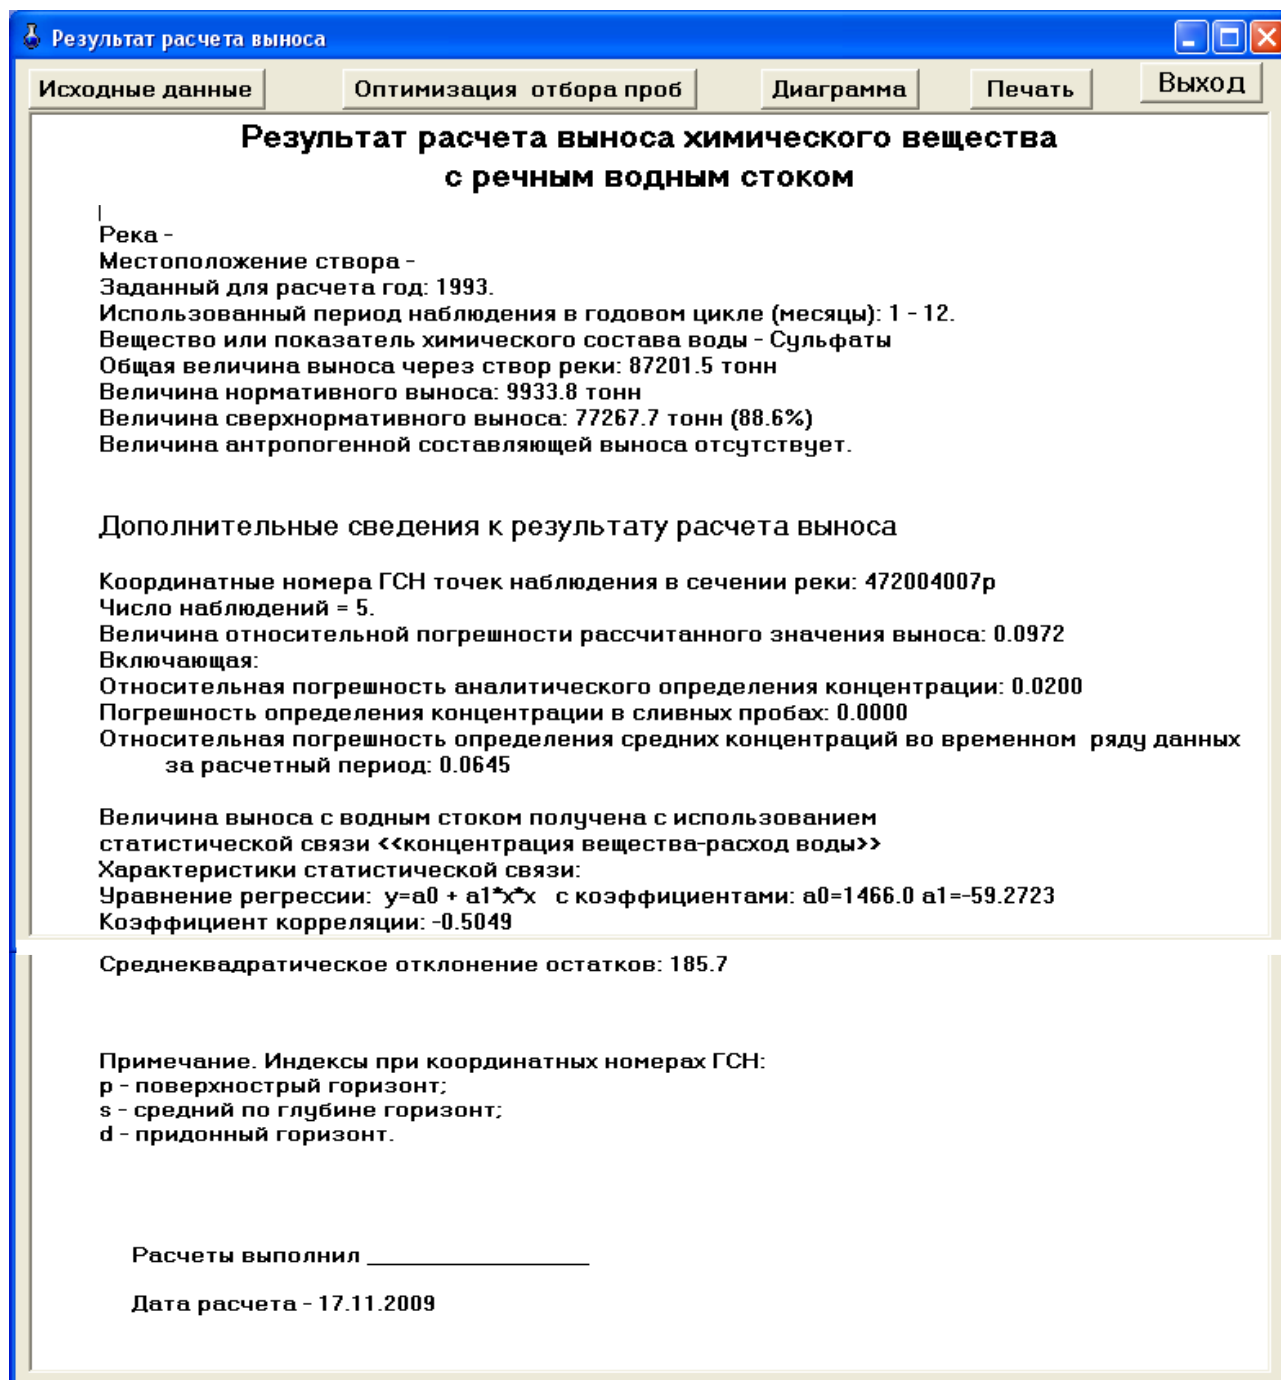 Результат расчета выноса
Исходные данные Оптимизация отбора проб Диаграмма Печать Выход
Результат расчета выноса химического вещества
с речным водным стоком
Река -
Местоположение створа -
Заданный для расчета год: 1993.
Использованный период наблюдения в годовом цикле (месяцы): 1 - 12.
Вещество или показатель химического состава воды - Сульфаты
Общая величина выноса через створ реки: 87201.5 тонн
Величина нормативного выноса: 9933.8 тонн
Величина сверхнормативного выноса: 77267.7 тонн (88.6%)
Величина антропогенной составляющей выноса отсутствует.
Дополнительные сведения к результату расчета выноса
Координатные номера ГСН точек наблюдения в сечении реки: 472004007p
Число наблюдений = 5.
Величина относительной погрешности рассчитанного значения выноса: 0.0972
Включающая:
Относительная погрешность аналитического определения концентрации: 0.0200
Погрешность определения концентрации в сливных пробах: 0.0000
Относительная погрешность определения средних концентраций во временном ряду данных
за расчетный период: 0.0645
Величина выноса с водным стоком получена с использованием
статистической связи <<концентрация вещества-расход воды>>
Характеристики статистической связи:
Уравнение регрессии: y=a0 + a1*x*x с коэффициентами: a0=1466.0 a1=-59.2723
Коэффициент корреляции: -0.5049
Среднеквадратическое отклонение остатков: 185.7
Примечание. Индексы при координатных номерах ГСН:
p - поверхнострый горизонт;
s - средний по глубине горизонт;
d - придонный горизонт.
Расчеты выполнил ________________
Дата расчета - 17.11.2009